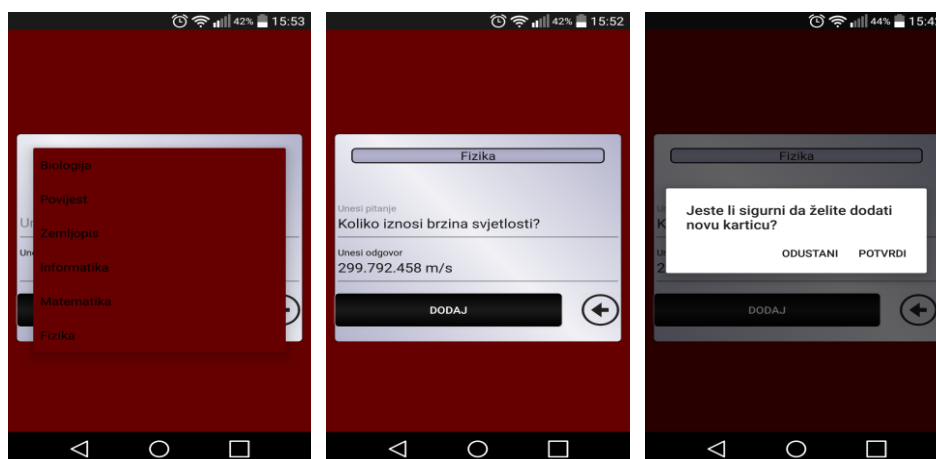 42% 15:53
Biologija
Povijest
Zemljopis
Informatika
Matematika
Fizika
42% 15:52
Fizika
Unesi pitanje
Koliko iznosi brzina svjetlosti?
Unesi odgovor
299.792.458 m/s
DODAJ
44%
Fizika
Jeste li sigurni da želite dodati
novu karticu?
ODUSTANI POTVRDI
DODAJ